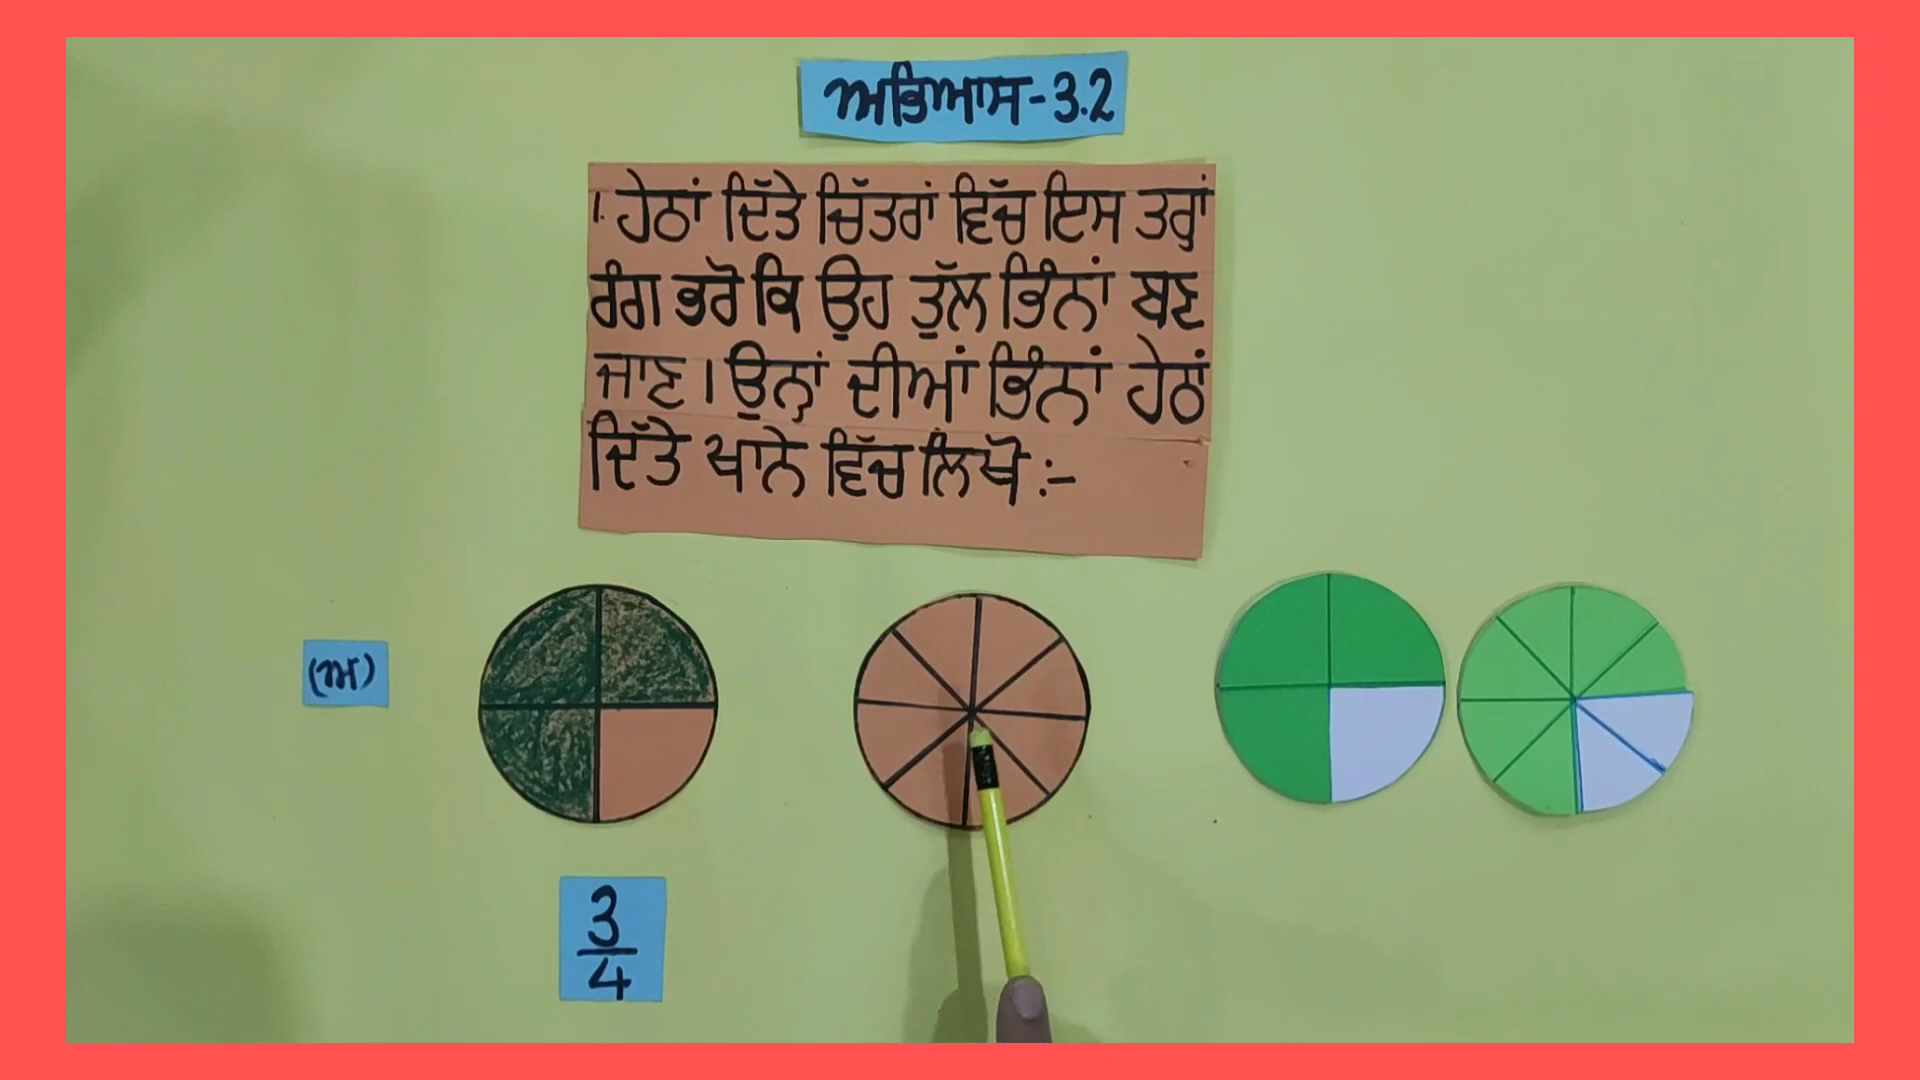 ਅਭਿਆਸ-3.2
1. ਹੇਠਾਂ ਦਿੱਤੇ ਚਿੱਤਰਾਂ ਵਿੱਚ ਇਸ ਤਰ੍ਹਾਂ
ਰੰਗ ਭਰੋ ਕਿ ਉਹ ਤੁੱਲ ਭਿੰਨਾਂ ਬਣ
ਜਾਣ । ਉਨ੍ਹਾਂ ਦੀਆਂ ਭਿੰਨਾਂ ਹੇਠਾਂ
ਦਿੱਤੇ ਖਾਨੇ ਵਿੱਚ ਲਿਖੋ :-
(ਅ)
3
4